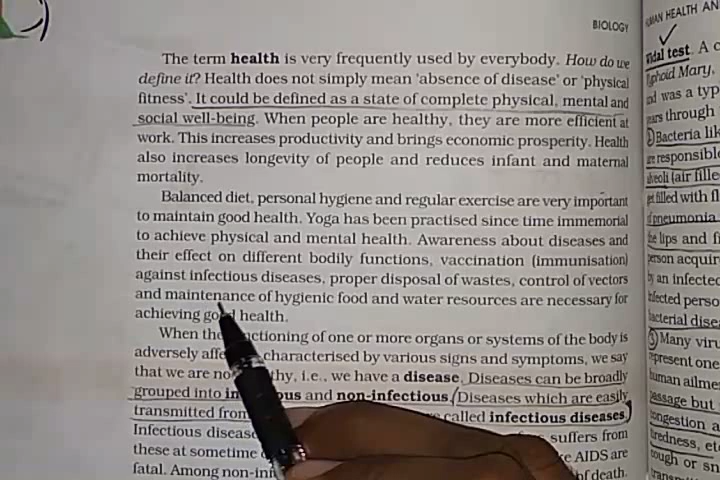 BIOLOGY
The term health is very frequently used by everybody. How do we
define it? Health does not simply mean 'absence of disease' or 'physical
fitness'. It could be defined as a state of complete physical, mental and
social well-being. When people are healthy, they are more efficient at
work. This increases productivity and brings economic prosperity. Health
also increases longevity of people and reduces infant and maternal
mortality.
Balanced diet, personal hygiene and regular exercise are very important
to maintain good health. Yoga has been practised since time immemorial
to achieve physical and mental health. Awareness about diseases and
their effect on different bodily functions, vaccination (immunisation)
against infectious diseases, proper disposal of wastes, control of vectors
and maintenance of hygienic food and water resources are necessary for
achieving good health.
When the functioning of one or more organs or systems of the body is
adversely characterised by various signs and symptoms, we say
that we are i.e., we have a disease. Diseases can be broadly
grouped into and non-infectious. Diseases which are easily
transmitted from called infectious diseases
Infectious suffers from
these at sometime AIDS are
fatal. Among of death.
HUMAN HEALTH AN
Widal test. A c
Typhoid Mary,
and was a typ
years through
Bacteria lik
are responsible
alveoli (air fille
get filled with fl
of pneumonia
the lips and fi
person acquir
by an infected
infected perso
bacterial dise
Many viru
represent one
human ailme
passage but
congestion a
tiredness, et
cough or sn